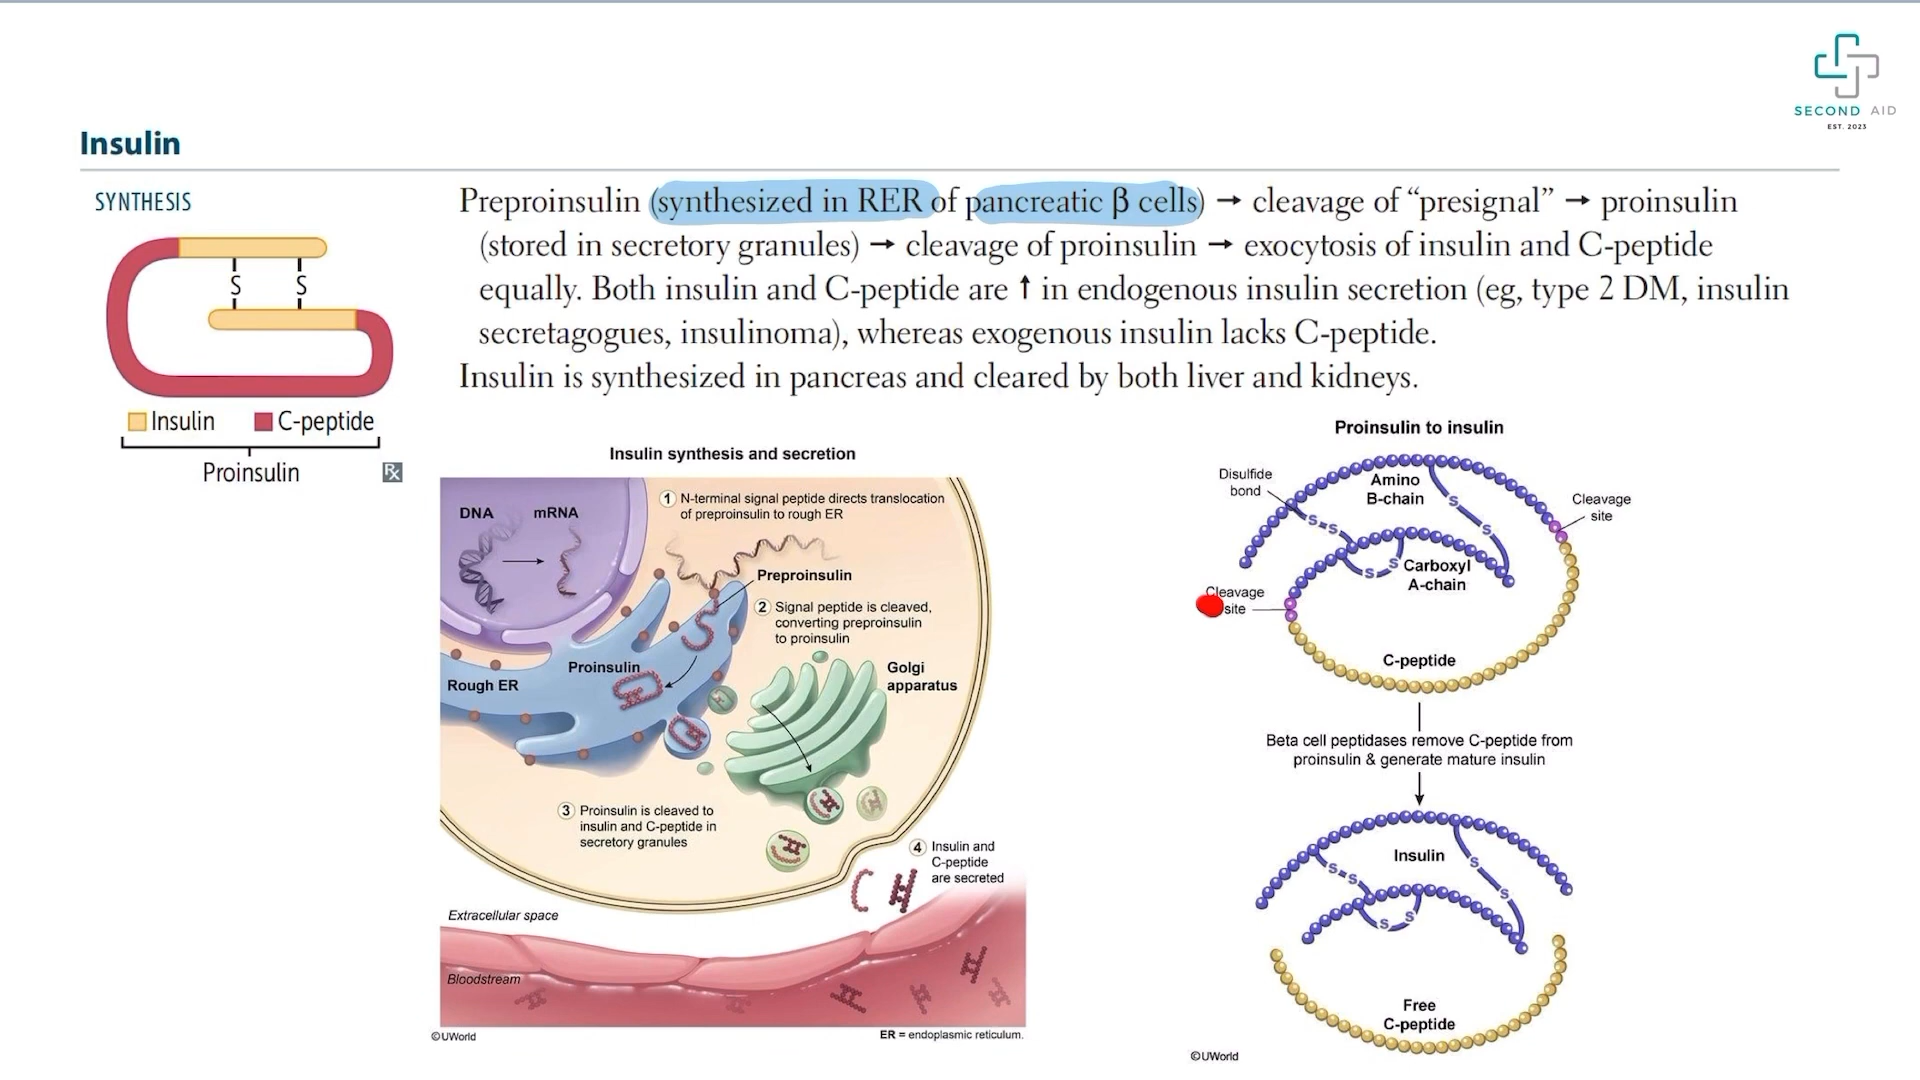 SECOND AID
EST. 2023
Insulin
SYNTHESIS
Preproinsulin (synthesized in RER of pancreatic β cells) → cleavage of “presignal” → proinsulin
(stored in secretory granules) → cleavage of proinsulin → exocytosis of insulin and C-peptide
equally. Both insulin and C-peptide are ↑ in endogenous insulin secretion (eg, type 2 DM, insulin
secretagogues, insulinoma), whereas exogenous insulin lacks C-peptide.
Insulin is synthesized in pancreas and cleared by both liver and kidneys.
S S
Insulin C-peptide
Proinsulin
Rx
Insulin synthesis and secretion
DNA mRNA
1 N-terminal signal peptide directs translocation
of preproinsulin to rough ER
Preproinsulin
2 Signal peptide is cleaved,
converting preproinsulin
to proinsulin
Proinsulin
Rough ER
Golgi
apparatus
3 Proinsulin is cleaved to
insulin and C-peptide in
secretory granules
4 Insulin and
C-peptide
are secreted
Extracellular space
Bloodstream
©UWorld
ER = endoplasmic reticulum.
Proinsulin to insulin
Disulfide
bond
Amino
B-chain
Cleavage
site
S
S S
S
S S
Carboxyl
A-chain
Cleavage
site
C-peptide
Beta cell peptidases remove C-peptide from
proinsulin & generate mature insulin
Insulin
S
S S
S
S S
Free
C-peptide
©UWorld